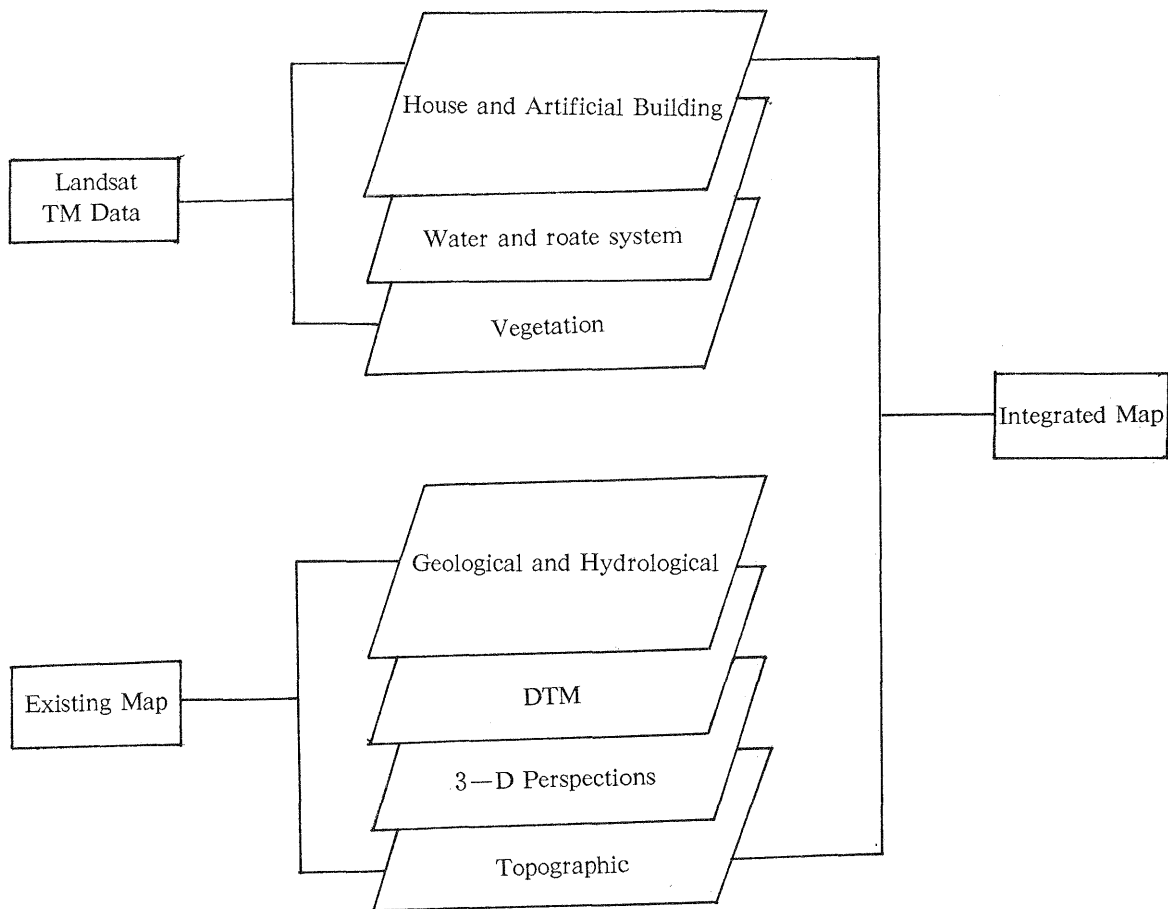 House and Artificial Building
Landsat
TM Data
Water and roate system
Vegetation
Integrated Map
Geological and Hydrological
Existing Map
DTM
3—D Perspections
Topographic